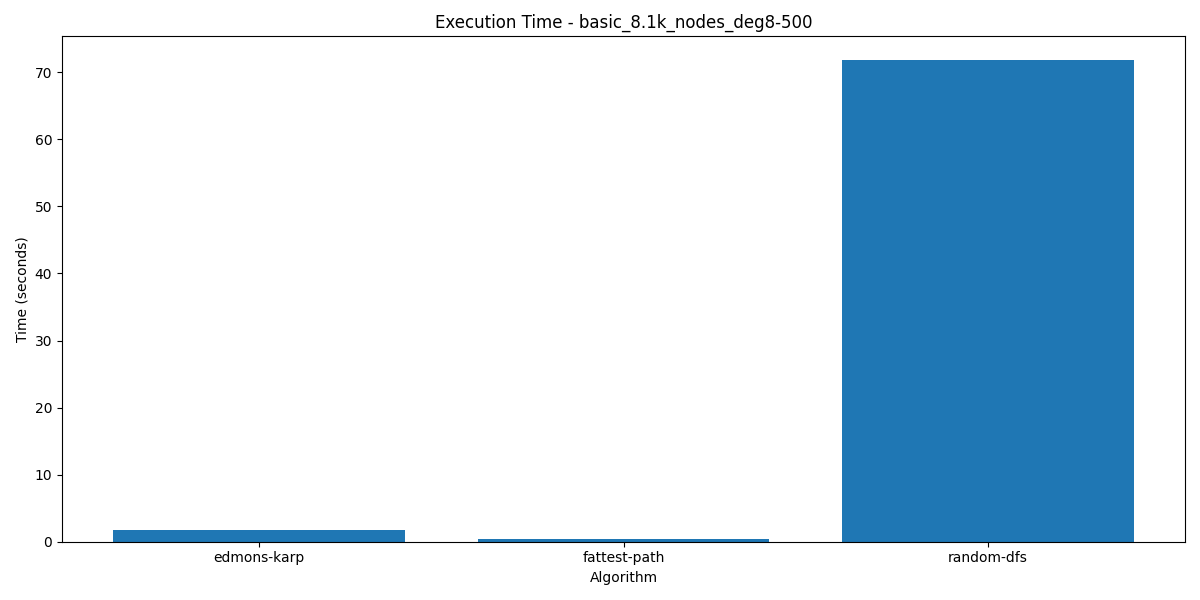 Execution Time - basic_8.1k_nodes_deg8-500
Time (seconds)
70
60
50
40
30
20
10
0
edmons-karp
fattest-path
random-dfs
Algorithm